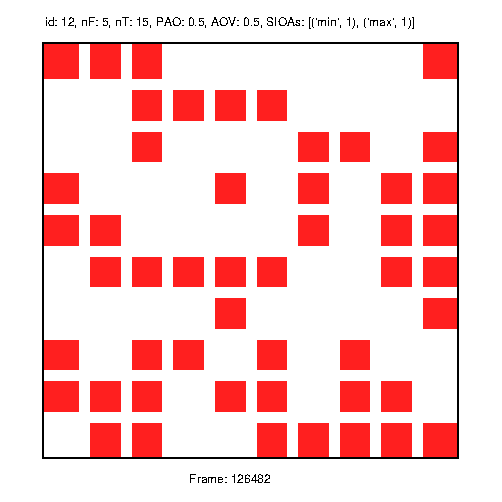 id: 12, nF: 5, nT: 15, PAO: 0.5, AOV: 0.5, SIOAs: [('min', 1), ('max', 1)]
Frame: 126482